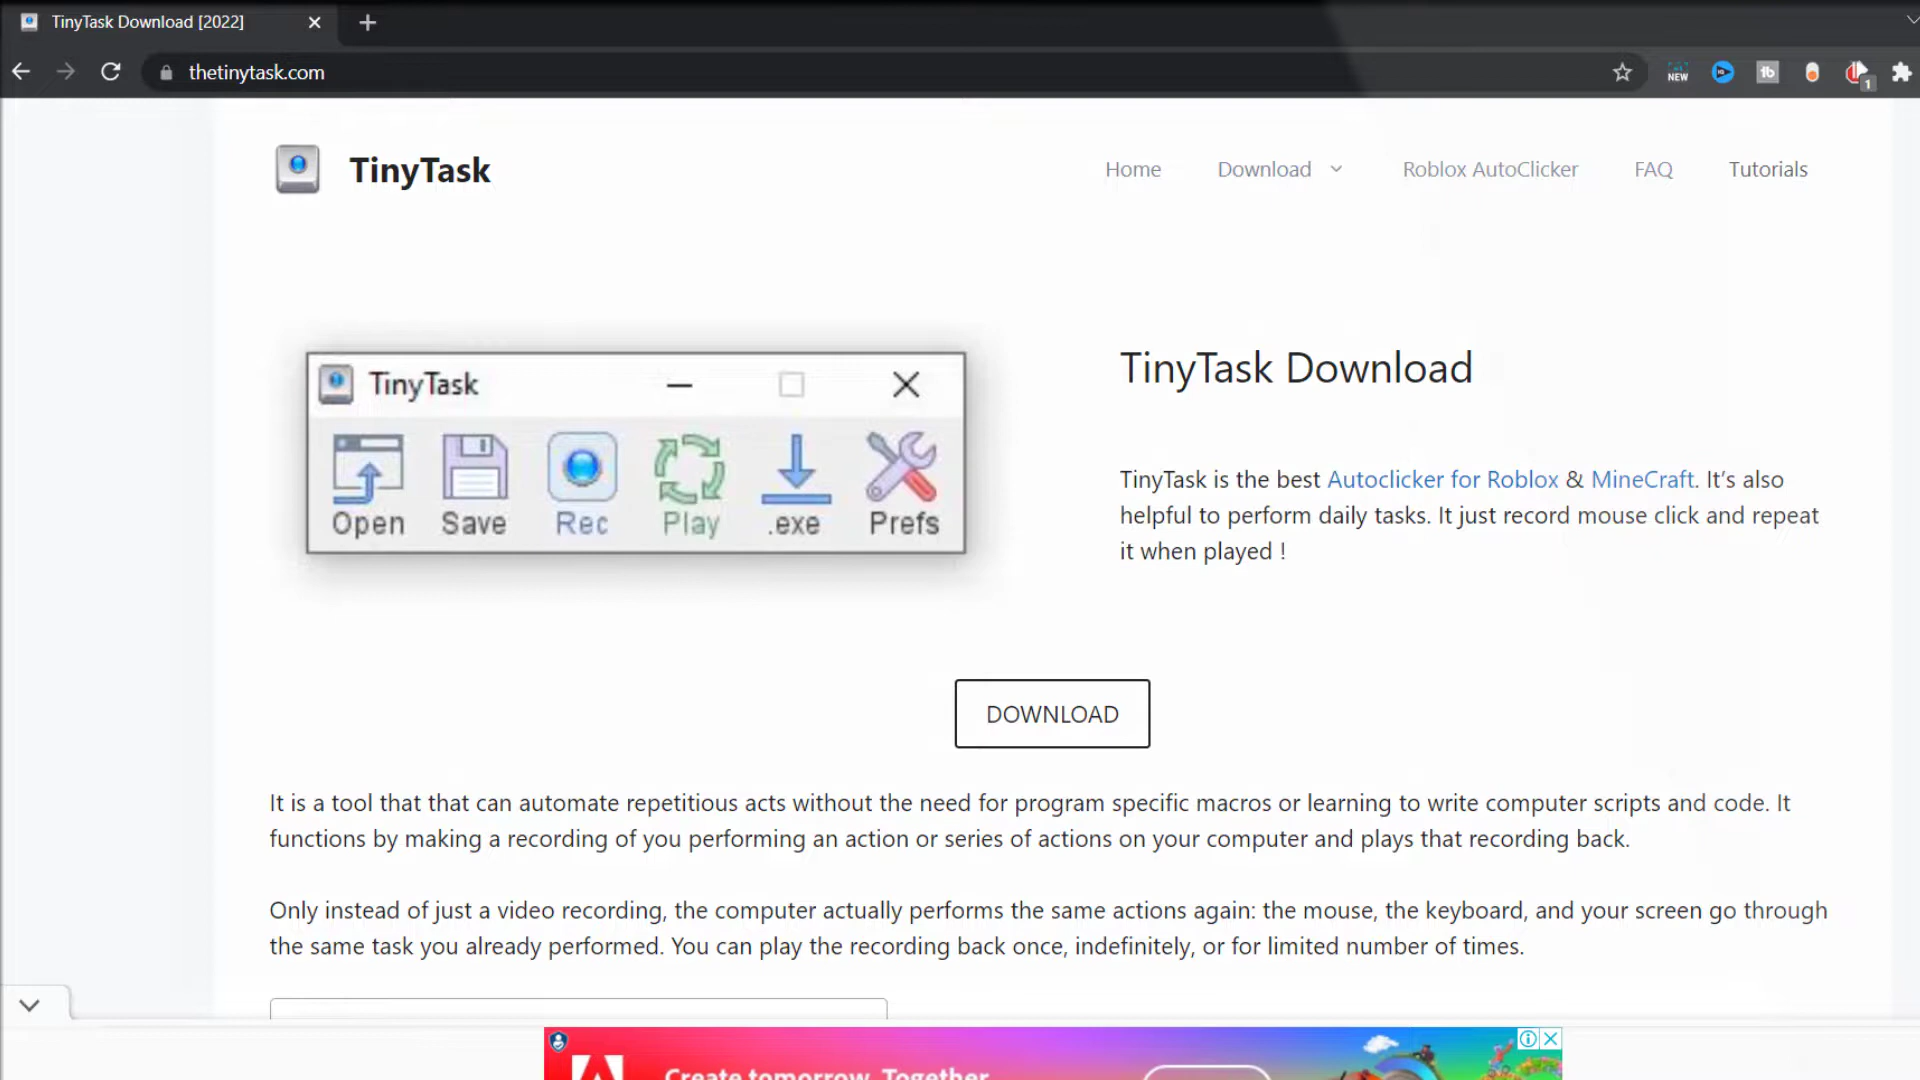 TinyTask Download [2022]
thetinytask.com
NEW
tb
1
TinyTask
Home
Download
Roblox AutoClicker
FAQ
Tutorials
TinyTask
Open
Save
Rec
Play
.exe
Prefs
TinyTask Download
TinyTask is the best Autoclicker for Roblox & MineCraft. It's also
helpful to perform daily tasks. It just record mouse click and repeat
it when played !
DOWNLOAD
It is a tool that that can automate repetitious acts without the need for program specific macros or learning to write computer scripts and code. It
functions by making a recording of you performing an action or series of actions on your computer and plays that recording back.
Only instead of just a video recording, the computer actually performs the same actions again: the mouse, the keyboard, and your screen go through
the same task you already performed. You can play the recording back once, indefinitely, or for limited number of times.
Create tomorrow. Together.